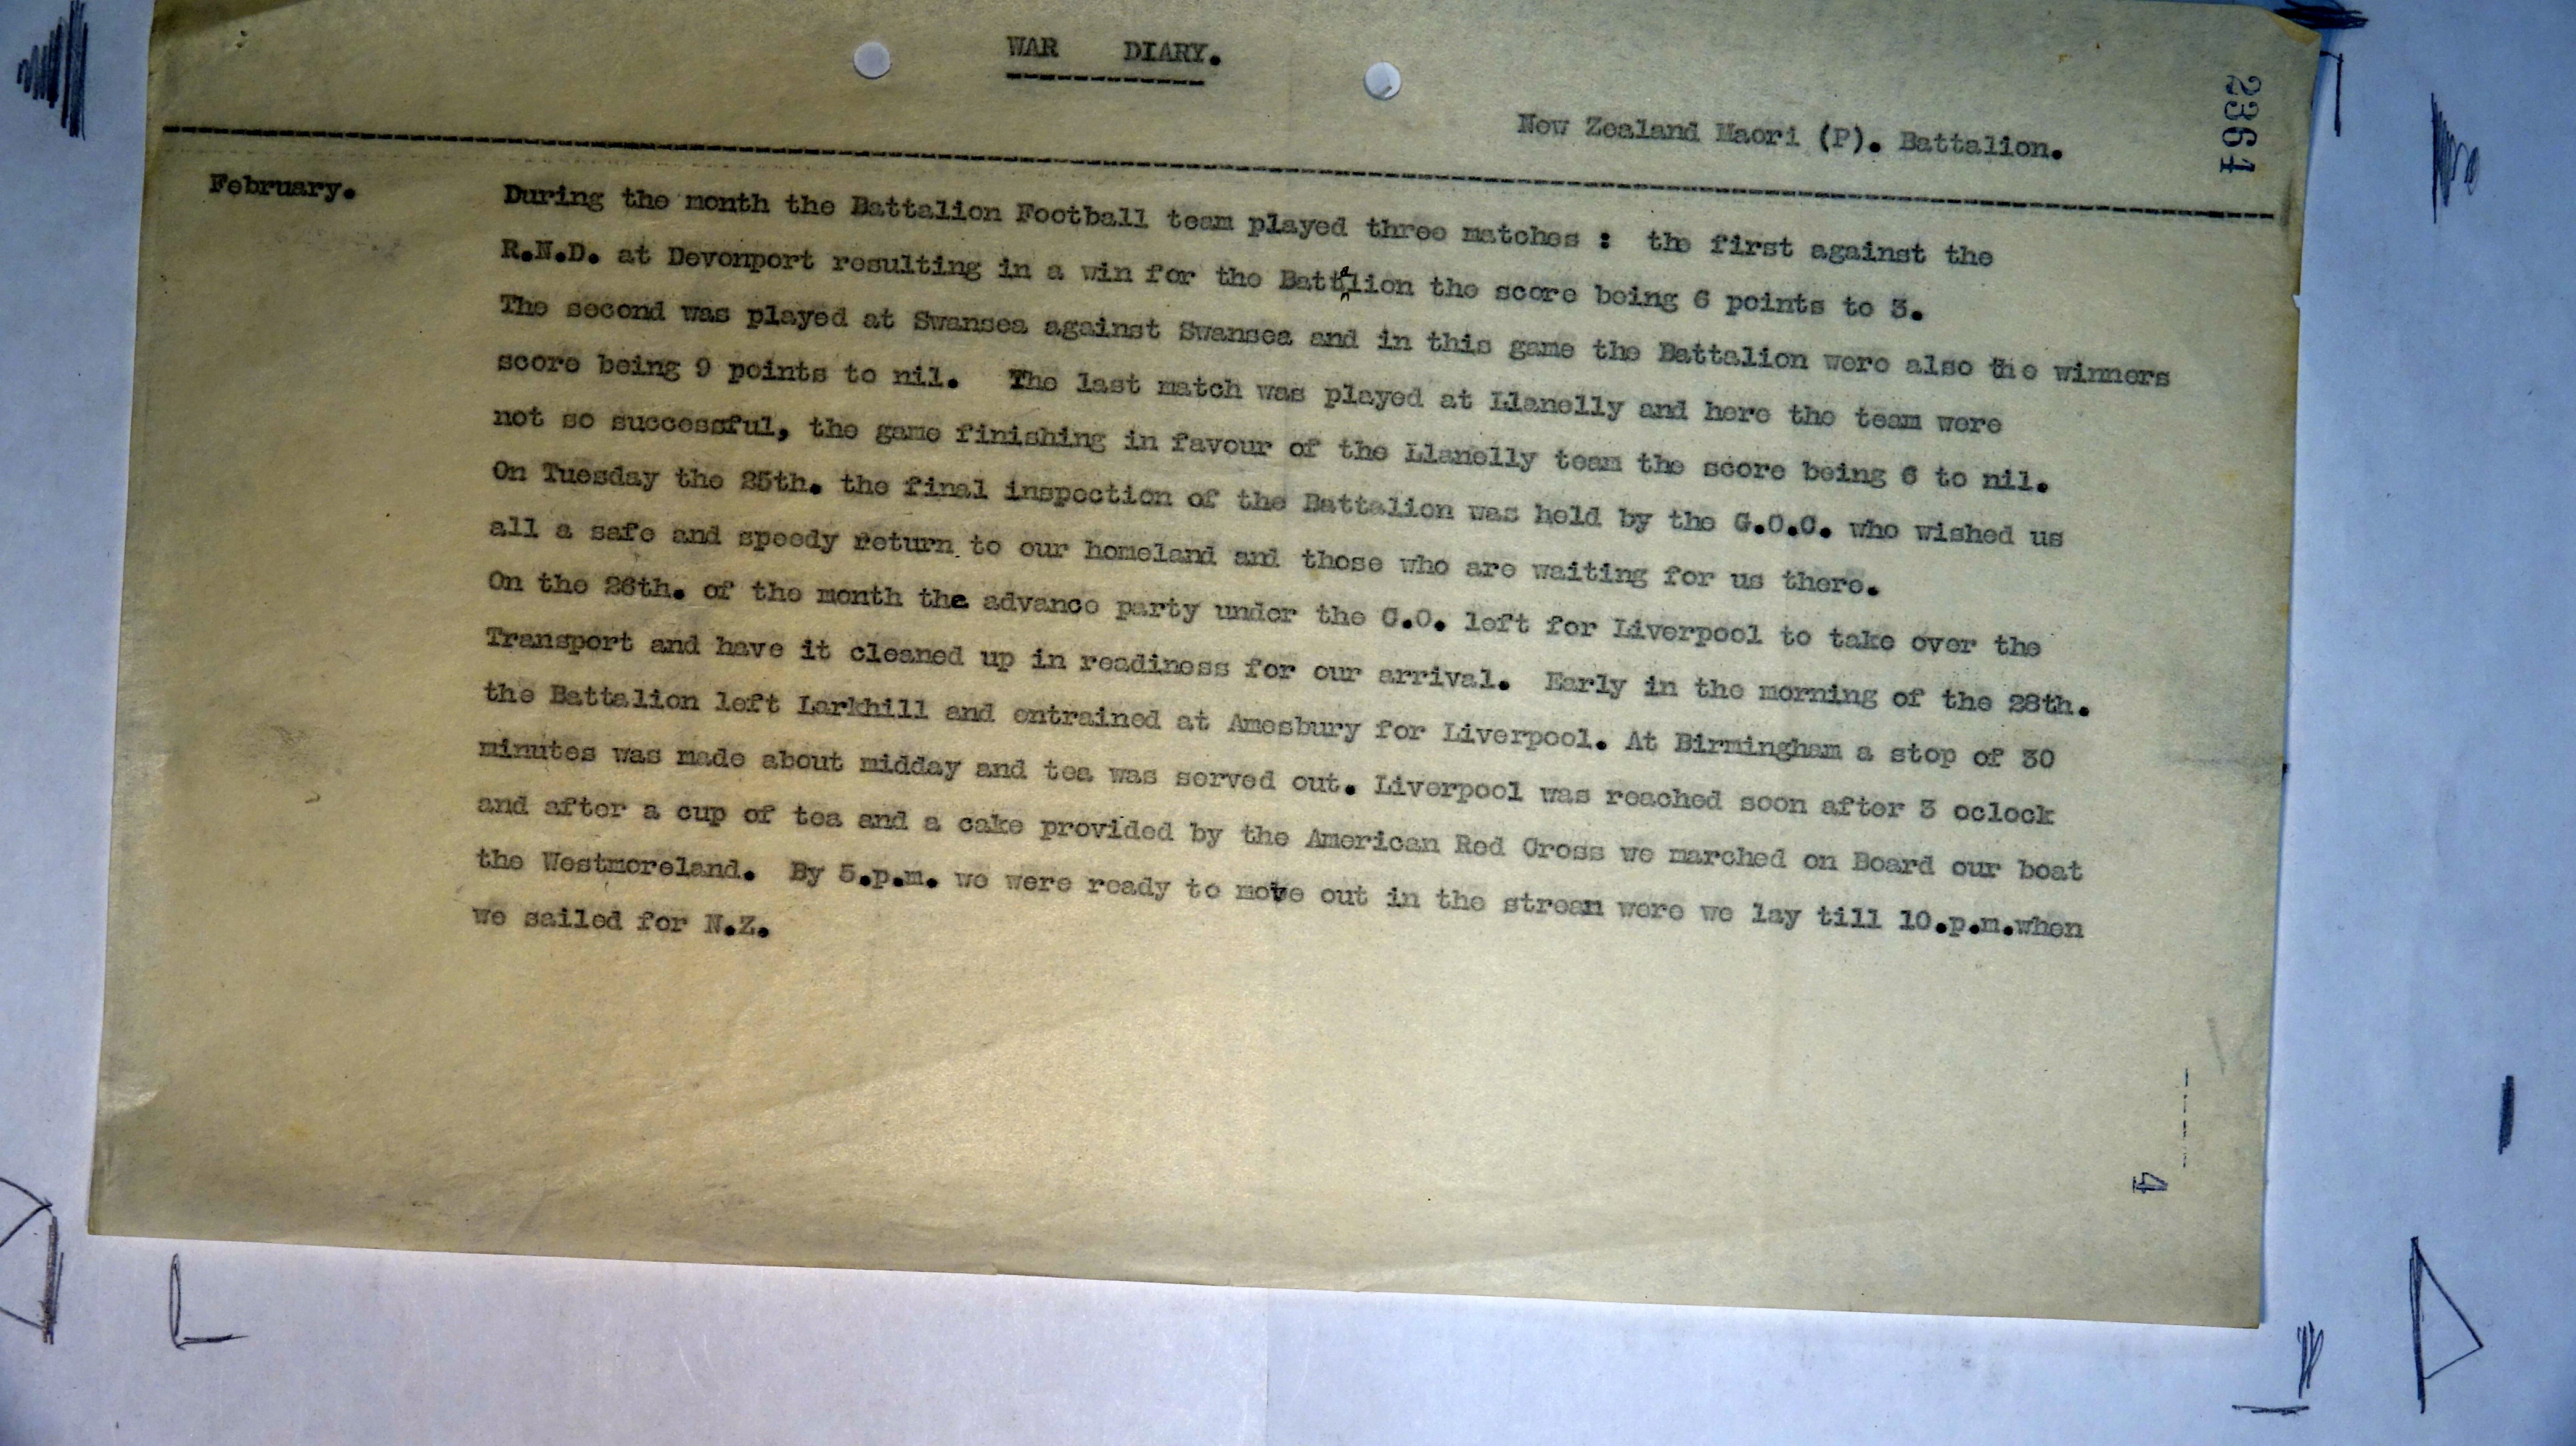 WAR DIARY.
2361
New Zealand Maori (P). Battalion.
February.
During the month the Battalion Football team played three matches : the first against the
R.N.D. at Devonport resulting in a win for the Battalion the score being 6 points to 3.
The second was played at Swansea against Swansea and in this game the Battalion were also the winners
score being 9 points to nil. The last match was played at Llanelly and here the team were
not so successful, the game finishing in favour of the Llanelly team the score being 6 to nil.
On Tuesday the 25th. the final inspection of the Battalion was held by the G.O.C. who wished us
all a safe and speedy return to our homeland and those who are waiting for us there.
On the 26th. of the month the advance party under the C.O. left for Liverpool to take over the
Transport and have it cleaned up in readiness for our arrival. Early in the morning of the 28th.
the Battalion left Larkhill and entrained at Amesbury for Liverpool. At Birmingham a stop of 30
minutes was made about midday and tea was served out. Liverpool was reached soon after 3 oclock
and after a cup of tea and a cake provided by the American Red Cross we marched on Board our boat
the Westmoreland. By 5.p.m. we were ready to move out in the stream were we lay till 10.p.m.when
we sailed for N.Z.
4